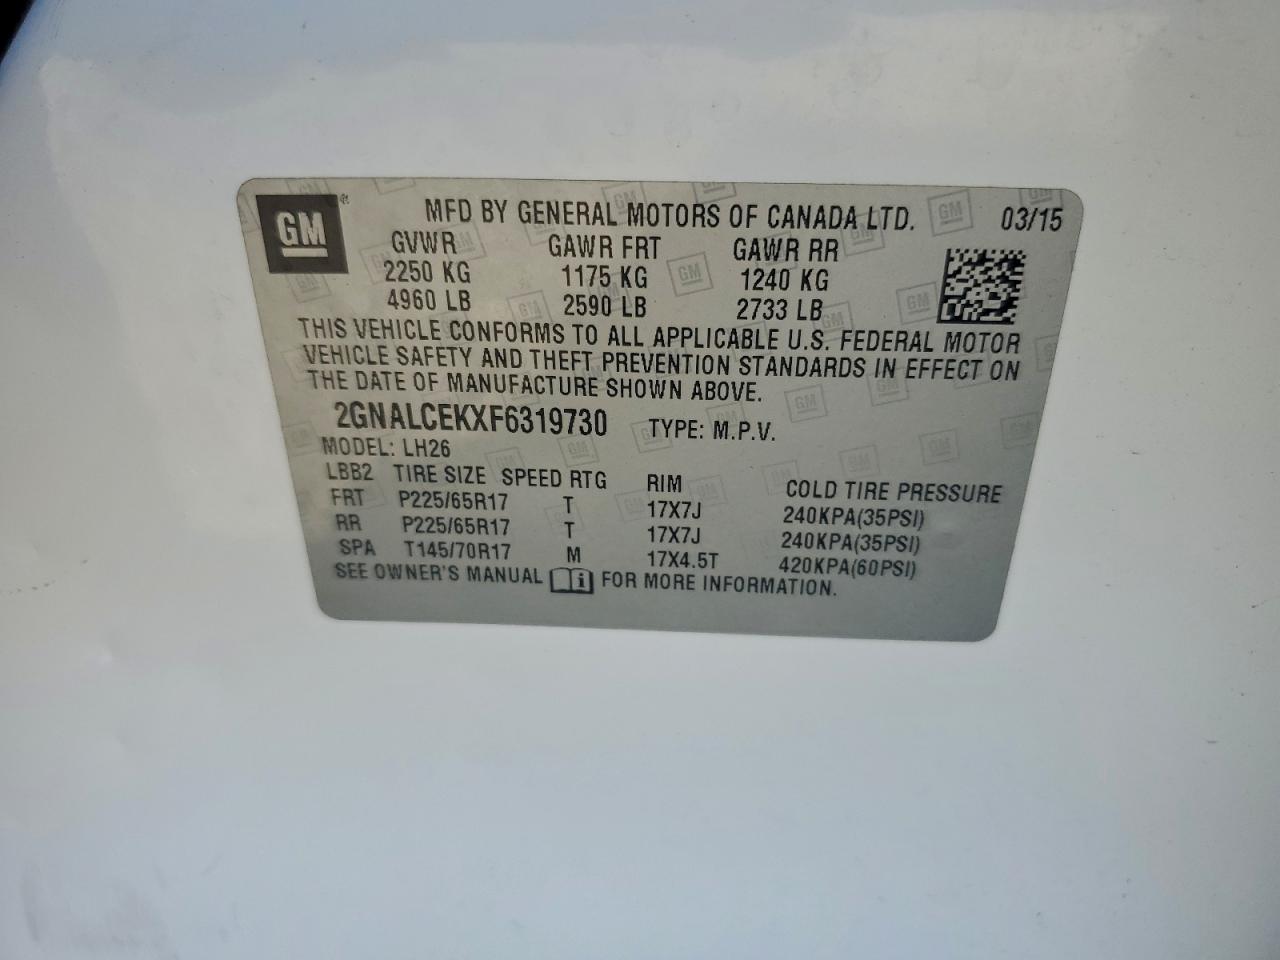 GM
MFD BY GENERAL MOTORS OF CANADA LTD. 03/15
GVWR GAWR FRT GAWR RR
2250 KG 1175 KG 1240 KG
4960 LB 2590 LB 2733 LB
THIS VEHICLE CONFORMS TO ALL APPLICABLE U.S. FEDERAL MOTOR
VEHICLE SAFETY AND THEFT PREVENTION STANDARDS IN EFFECT ON
THE DATE OF MANUFACTURE SHOWN ABOVE.
2GNALCEKXF6319730 TYPE: M.P.V.
MODEL: LH26
LBB2 TIRE SIZE SPEED RTG RIM COLD TIRE PRESSURE
FRT P225/65R17 T 17X7J 240KPA(35PSI)
RR P225/65R17 T 17X7J 240KPA(35PSI)
SPA T145/70R17 M 17X4.5T 420KPA(60PSI)
SEE OWNER'S MANUAL i FOR MORE INFORMATION.